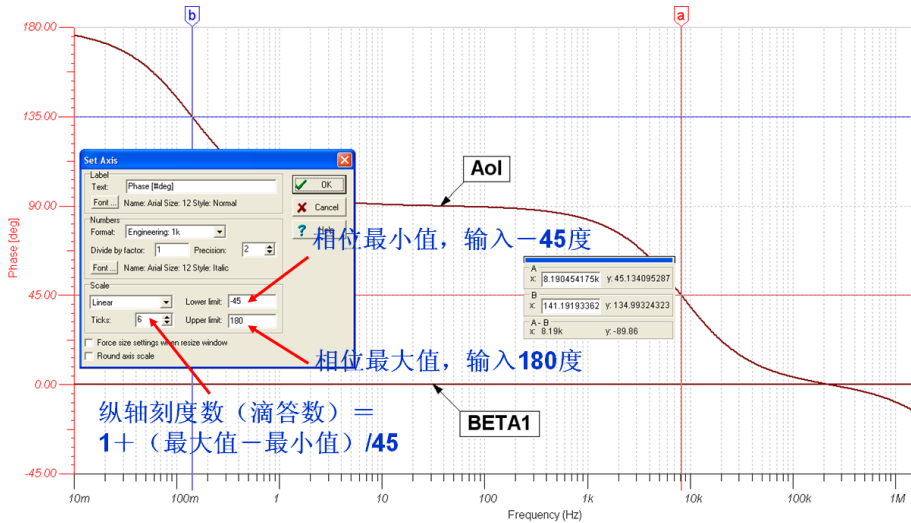 b
a
180.00
135.00
90.00
45.00
0.00
-45.00
Phase [deg]
Set Axis
Label
Text:
Phase [#deg]
Font ...
Name: Arial Size: 12 Style: Normal
OK
Cancel
Numbers
Format:
Engineering: 1k
Divide by factor:
1
Precision:
2
Font ...
Name: Arial Size: 12 Style: Italic
Scale
Linear
Lower limit:
-45
Ticks:
6
Upper limit:
180
Force size settings when resize window
Round axis scale
Aol
相位最小值，输入－45度
A
x: 8.190454175k y: 45.134095287
B
x: 141.19193362 y: 134.99324323
A - B
x: 8.19k y: -89.86
相位最大值，输入180度
纵轴刻度数（滴答数）＝
1＋（最大值－最小值）/45
BETA1
10m
100m
1
10
100
1k
10k
100k
1M
Frequency (Hz)